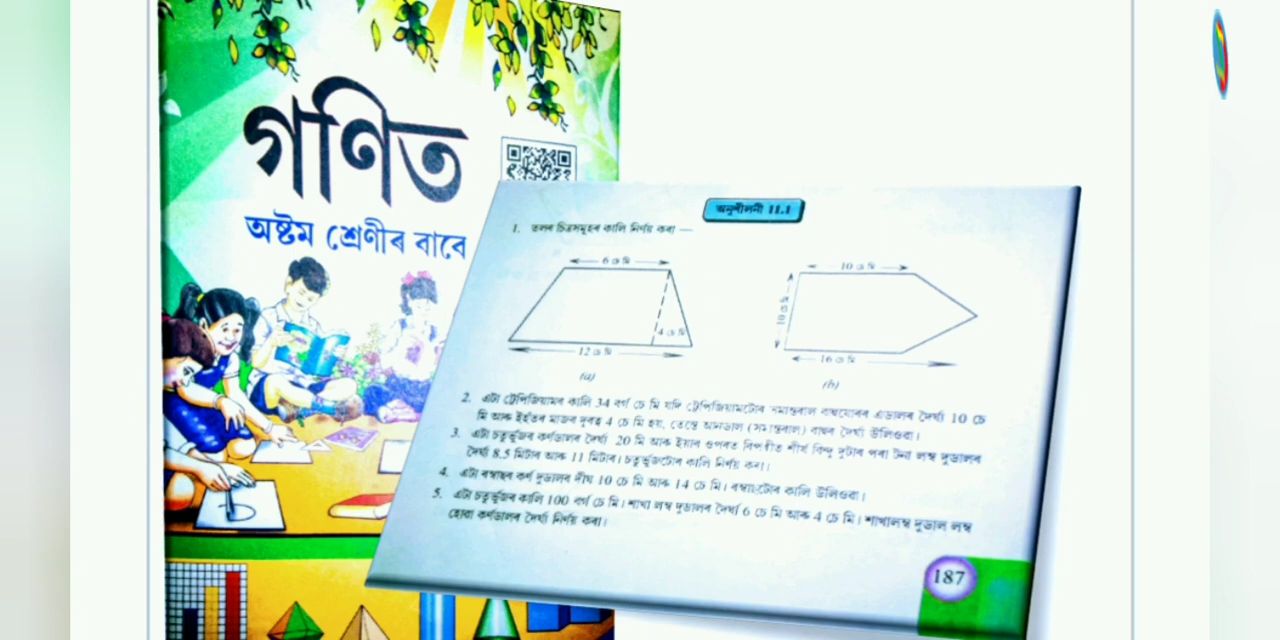 গণিত
অষ্টম শ্ৰেণীৰ বাবে
অনুশীলনী 11.1
1. তলৰ চিত্ৰসমূহৰ কালি নিৰ্ণয় কৰা —
6 চে মি
4 চে মি
12 চে মি
(a)
10 চে মি
10 চে মি
16 চে মি
(b)
2. এটা ট্ৰেপিজিয়ামৰ কালি 34 বৰ্গ চে মি যদি ট্ৰেপিজিয়ামটোৰ সমান্তৰাল বাহুযোৰৰ এডালৰ দৈৰ্ঘ্য 10 চে
মি আৰু ইহঁতৰ মাজৰ দূৰত্ব 4 চে মি হয়, তেন্তে আনডাল (সমান্তৰাল) বাহুৰ দৈৰ্ঘ্য উলিওৱা।
3. এটা চতুৰ্ভুজৰ কৰ্ণডালৰ দৈৰ্ঘ্য 20 মি আৰু ইয়াৰ ওপৰত বিপৰীত শীৰ্ষ বিন্দু দুটাৰ পৰা টনা লম্ব দুডালৰ
দৈৰ্ঘ্য 8.5 মিটাৰ আৰু 11 মিটাৰ। চতুৰ্ভুজটোৰ কালি নিৰ্ণয় কৰা।
4. এটা ৰম্বাছৰ কৰ্ণ দুডালৰ দীঘ 10 চে মি আৰু 14 চে মি। ৰম্বাছটোৰ কালি উলিওৱা।
5. এটা চতুৰ্ভুজৰ কালি 100 বৰ্গ চে মি। শাখা লম্ব দুডালৰ দৈৰ্ঘ্য 6 চে মি আৰু 4 চে মি। শাখালম্ব দুডাল লম্ব
হোৱা কৰ্ণডালৰ দৈৰ্ঘ্য নিৰ্ণয় কৰা।
187